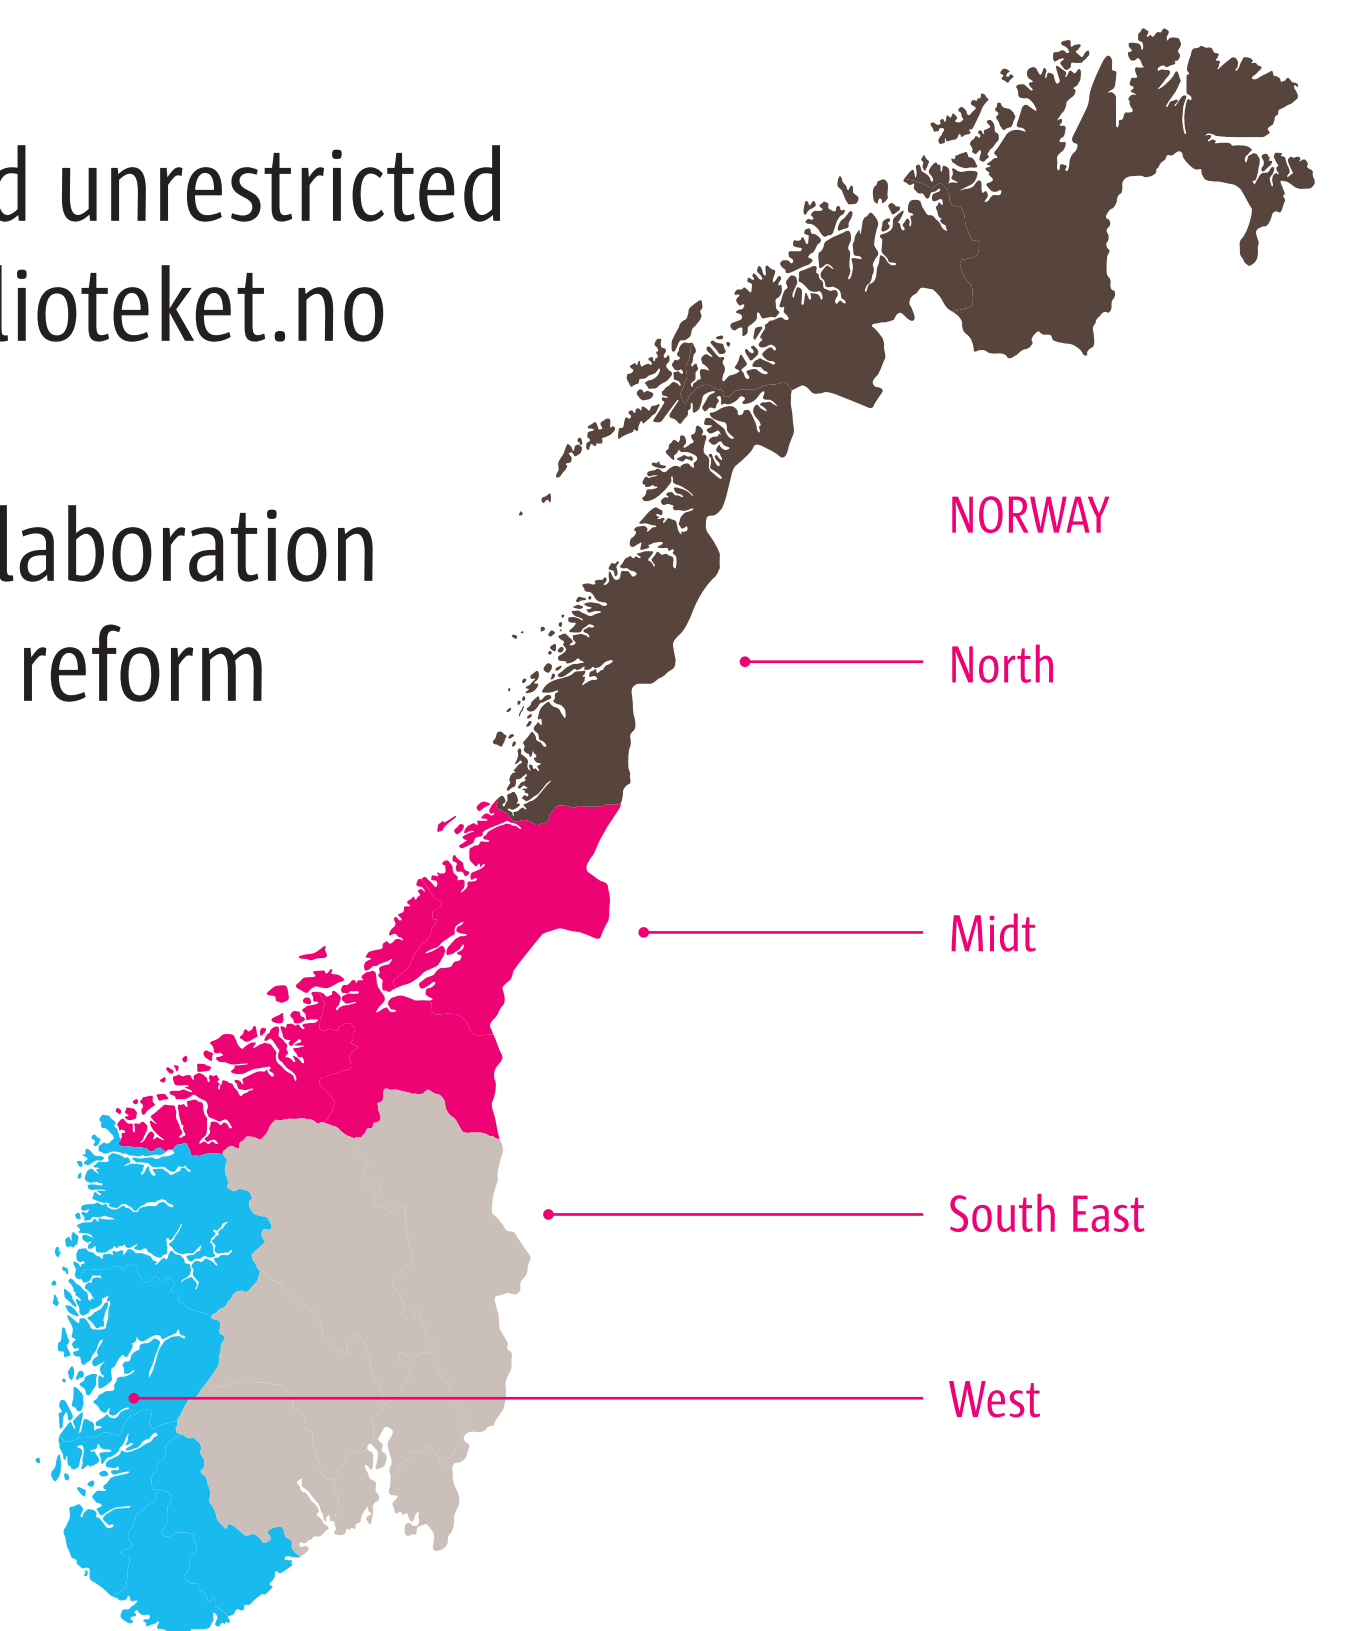 d unrestricted
lioteket.no
laboration
reform
NORWAY
North
Midt
South East
West